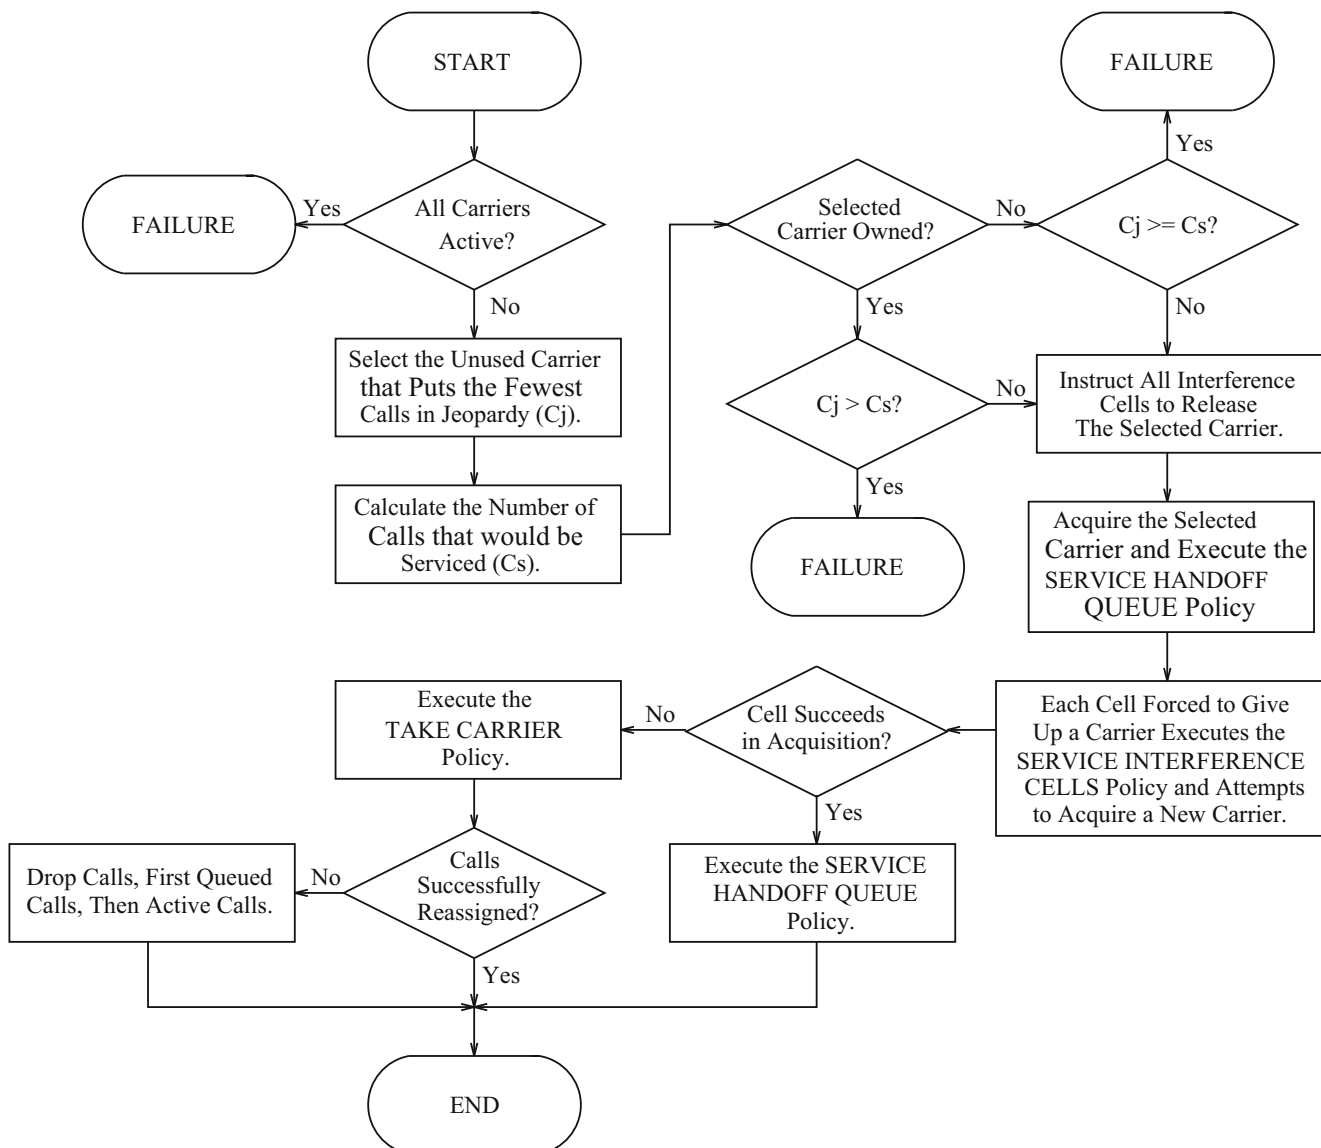 START
All Carriers
Active?
Yes
FAILURE
No
Select the Unused Carrier
that Puts the Fewest
Calls in Jeopardy (Cj).
Calculate the Number of
Calls that would be
Serviced (Cs).
Selected
Carrier Owned?
No
Cj >= Cs?
Yes
FAILURE
No
Yes
Cj > Cs?
No
Yes
FAILURE
Instruct All Interference
Cells to Release
The Selected Carrier.
Acquire the Selected
Carrier and Execute the
SERVICE HANDOFF
QUEUE Policy
Each Cell Forced to Give
Up a Carrier Executes the
SERVICE INTERFERENCE
CELLS Policy and Attempts
to Acquire a New Carrier.
Cell Succeeds
in Acquisition?
No
Yes
Execute the
TAKE CARRIER
Policy.
Execute the SERVICE
HANDOFF QUEUE
Policy.
Calls
Successfully
Reassigned?
No
Drop Calls, First Queued
Calls, Then Active Calls.
Yes
END